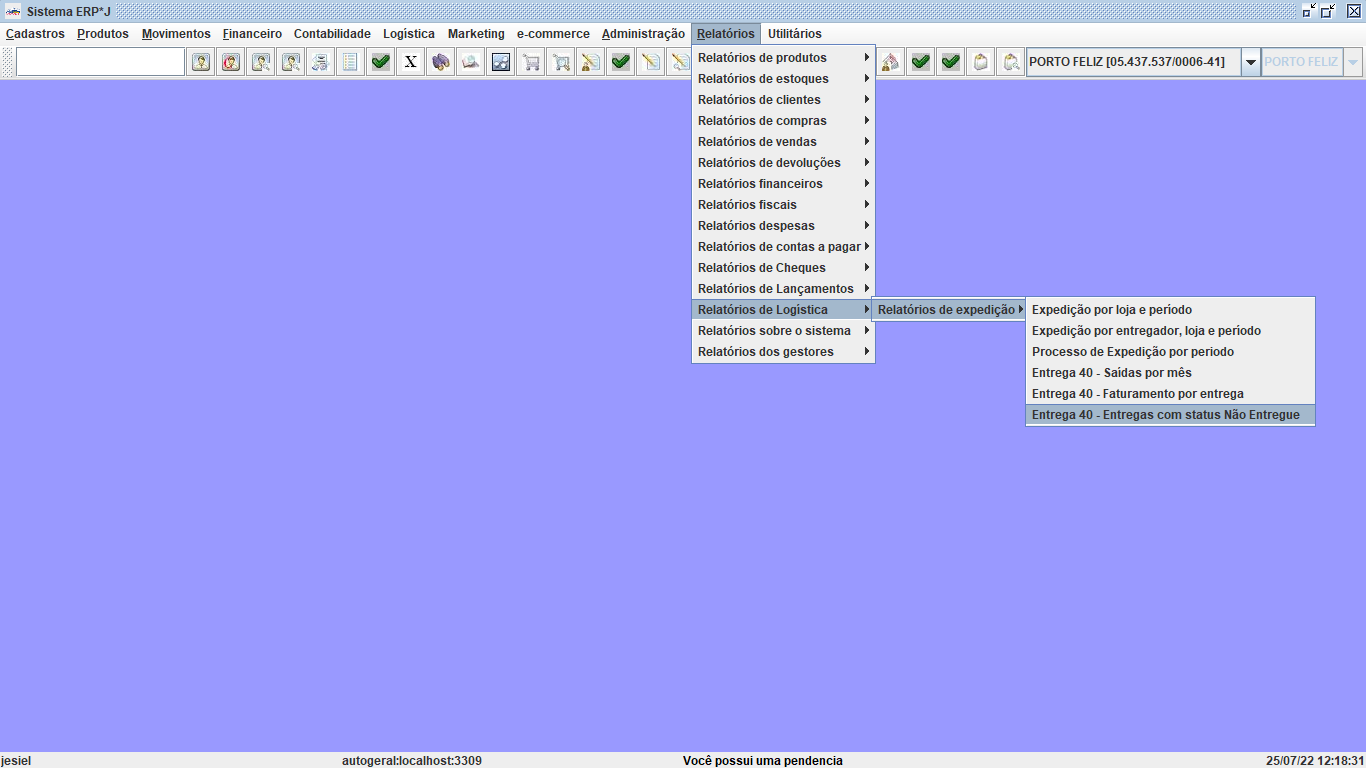 Sistema ERP*J
Cadastros Produtos Movimentos Financeiro Contabilidade Logística Marketing e-commerce Administração Relatórios Utilitários
X PORTO FELIZ [05.437.537/0006-41] PORTO FELIZ
Relatórios de produtos
Relatórios de estoques
Relatórios de clientes
Relatórios de compras
Relatórios de vendas
Relatórios de devoluções
Relatórios financeiros
Relatórios fiscais
Relatórios despesas
Relatórios de contas a pagar
Relatórios de Cheques
Relatórios de Lançamentos
Relatórios de Logística
Relatórios sobre o sistema
Relatórios dos gestores
Relatórios de expedição
Expedição por loja e período
Expedição por entregador, loja e período
Processo de Expedição por periodo
Entrega 40 - Saídas por mês
Entrega 40 - Faturamento por entrega
Entrega 40 - Entregas com status Não Entregue
jesiel autogeral:localhost:3309 Você possui uma pendencia 25/07/22 12:18:31